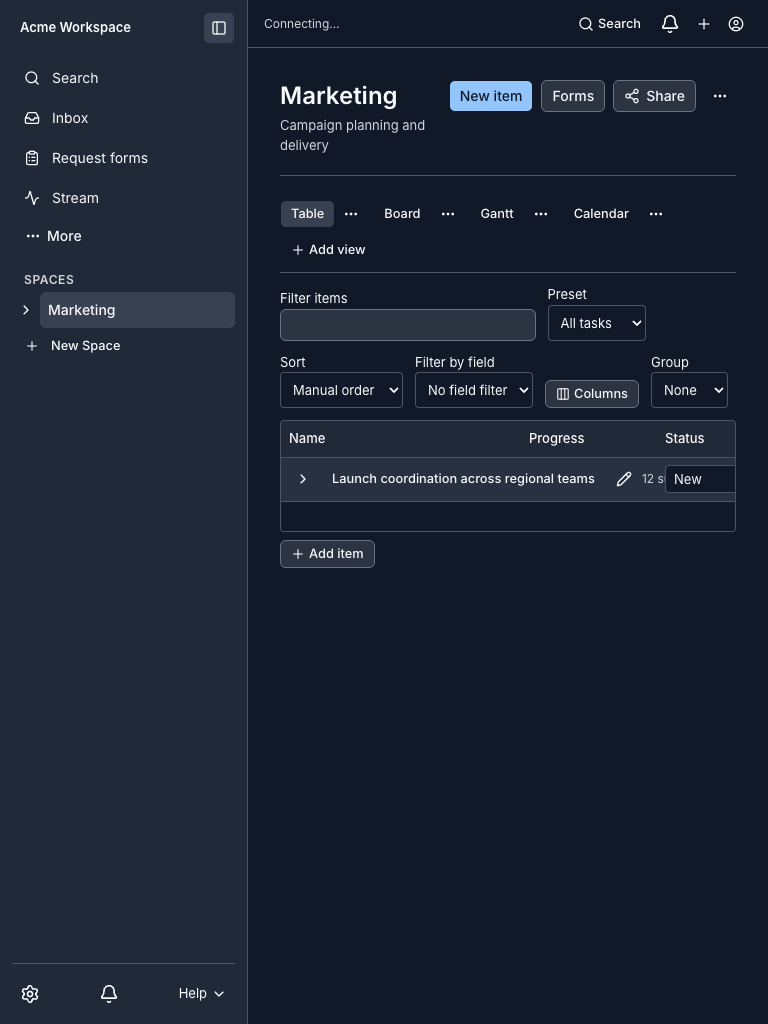 Acme Workspace
Search
Inbox
Request forms
Stream
More
SPACES
Marketing
New Space
Help
Connecting...
Search
Marketing
New item
Forms
Share
Campaign planning and
delivery
Table
Board
Gantt
Calendar
Add view
Filter items
Preset
All tasks
Sort
Filter by field
Group
Manual order
No field filter
Columns
None
Name
Progress
Status
Launch coordination across regional teams
12 s
New
Add item